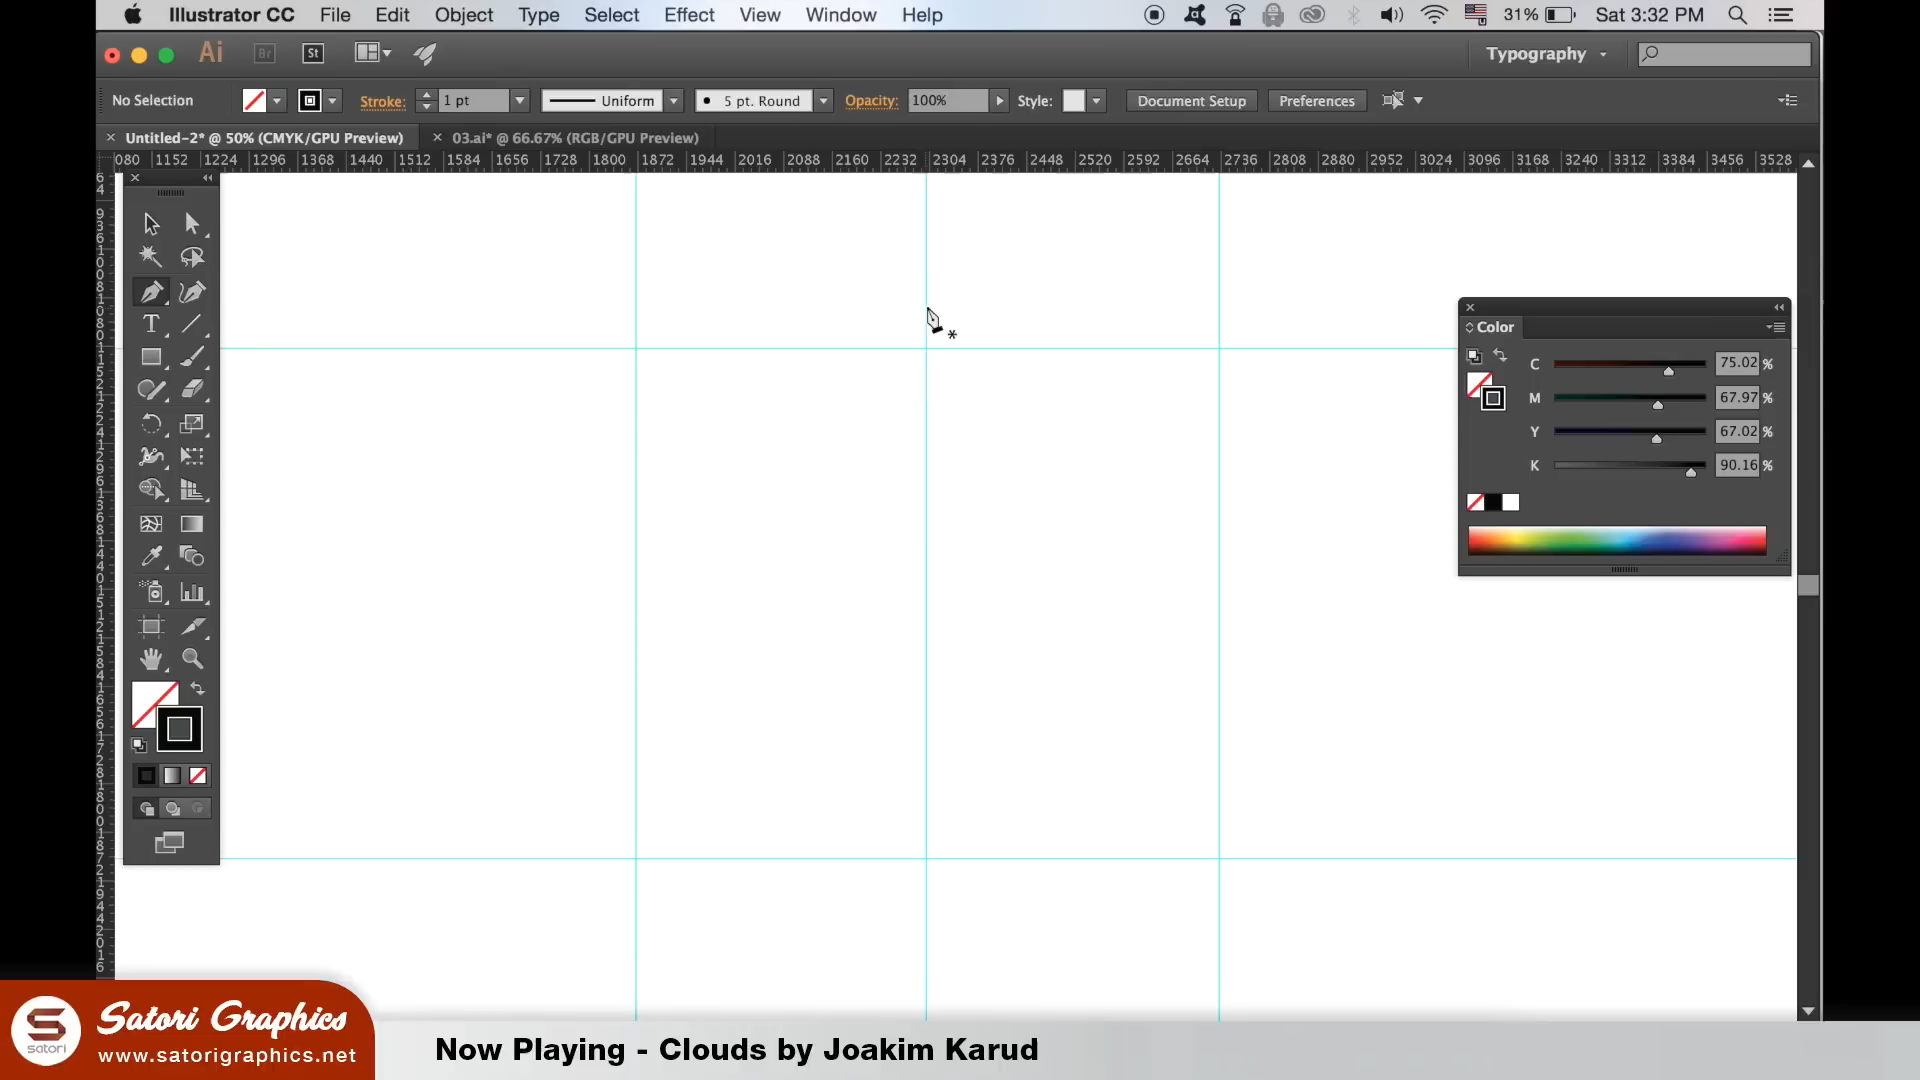 Illustrator CC File Edit Object Type Select Effect View Window Help 31% Sat 3:32 PM
Ai Br St Typography
No Selection Stroke: 1 pt Uniform 5 pt. Round Opacity: 100% Style: Document Setup Preferences
Untitled-2* @ 50% (CMYK/GPU Preview) 03.ai* @ 66.67% (RGB/GPU Preview)
080 1152 1224 1296 1368 1440 1512 1584 1656 1728 1800 1872 1944 2016 2088 2160 2232 2304 2376 2448 2520 2592 2664 2736 2808 2880 2952 3024 3096 3168 3240 3312 3384 3456 3528
Color
C 75.02 %
M 67.97 %
Y 67.02 %
K 90.16 %
T
Satori Graphics
satori
www.satorigraphics.net
Now Playing - Clouds by Joakim Karud